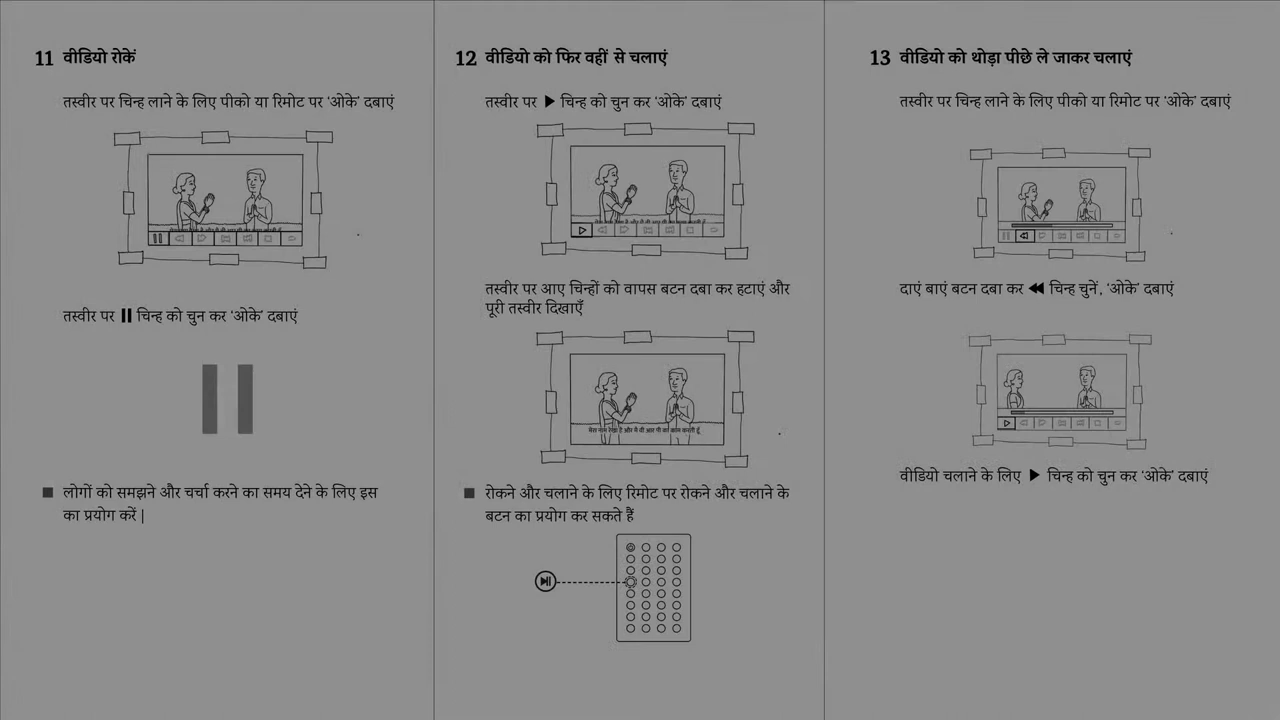 11 वीडियो रोकें
तस्वीर पर चिन्ह लाने के लिए पीको या रिमोट पर ‘ओके’ दबाएं
तस्वीर पर चिन्ह को चुन कर ‘ओके’ दबाएं
लोगों को समझने और चर्चा करने का समय देने के लिए इस
का प्रयोग करें |
12 वीडियो को फिर वहीं से चलाएं
तस्वीर पर ▶ चिन्ह को चुन कर ‘ओके’ दबाएं
तस्वीर पर आए चिन्हों को वापस बटन दबा कर हटाएं और
पूरी तस्वीर दिखाएँ
मेरा नाम रेखा है और मै वी आर पी का काम करती हूँ
रोकने और चलाने के लिए रिमोट पर रोकने और चलाने के
बटन का प्रयोग कर सकते हैं
13 वीडियो को थोड़ा पीछे ले जाकर चलाएं
तस्वीर पर चिन्ह लाने के लिए पीको या रिमोट पर ‘ओके’ दबाएं
दाएं बाएं बटन दबा कर ◀◀ चिन्ह चुनें, ‘ओके’ दबाएं
वीडियो चलाने के लिए ▶ चिन्ह को चुन कर ‘ओके’ दबाएं